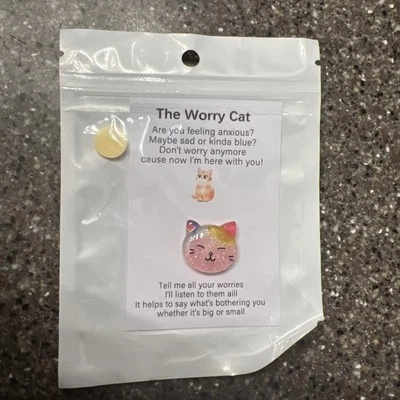 The Worry Cat
Are you feeling anxious?
Maybe sad or kinda blue?
Don't worry anymore
cause now I'm here with you!
Tell me all your worries
I'll listen to them aill
It helps to say what's bothering you
whether it's big or small